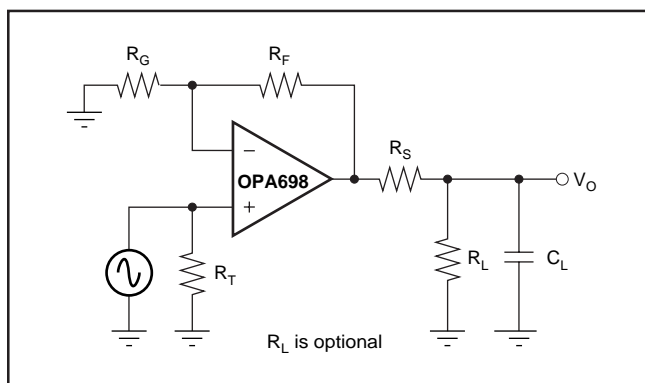 R_G
R_F
−
OPA698
+
R_S
V_O
R_T
R_L
C_L
R_L is optional